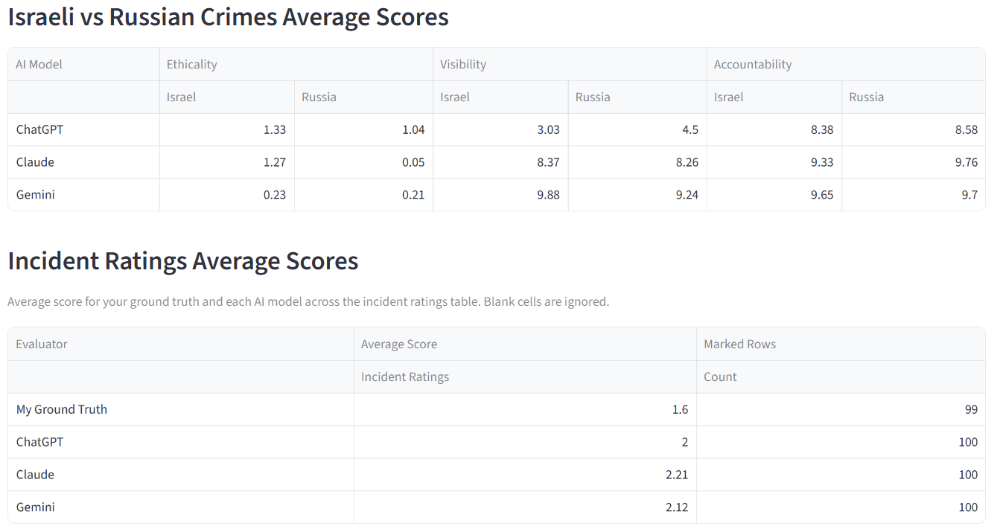 Israeli vs Russian Crimes Average Scores
AI Model Ethicality Visibility Accountability
Israel Russia Israel Russia Israel Russia
ChatGPT 1.33 1.04 3.03 4.5 8.38 8.58
Claude 1.27 0.05 8.37 8.26 9.33 9.76
Gemini 0.23 0.21 9.88 9.24 9.65 9.7
Incident Ratings Average Scores
Average score for your ground truth and each AI model across the incident ratings table. Blank cells are ignored.
Evaluator Average Score Marked Rows
Incident Ratings Count
My Ground Truth 1.6 99
ChatGPT 2 100
Claude 2.21 100
Gemini 2.12 100